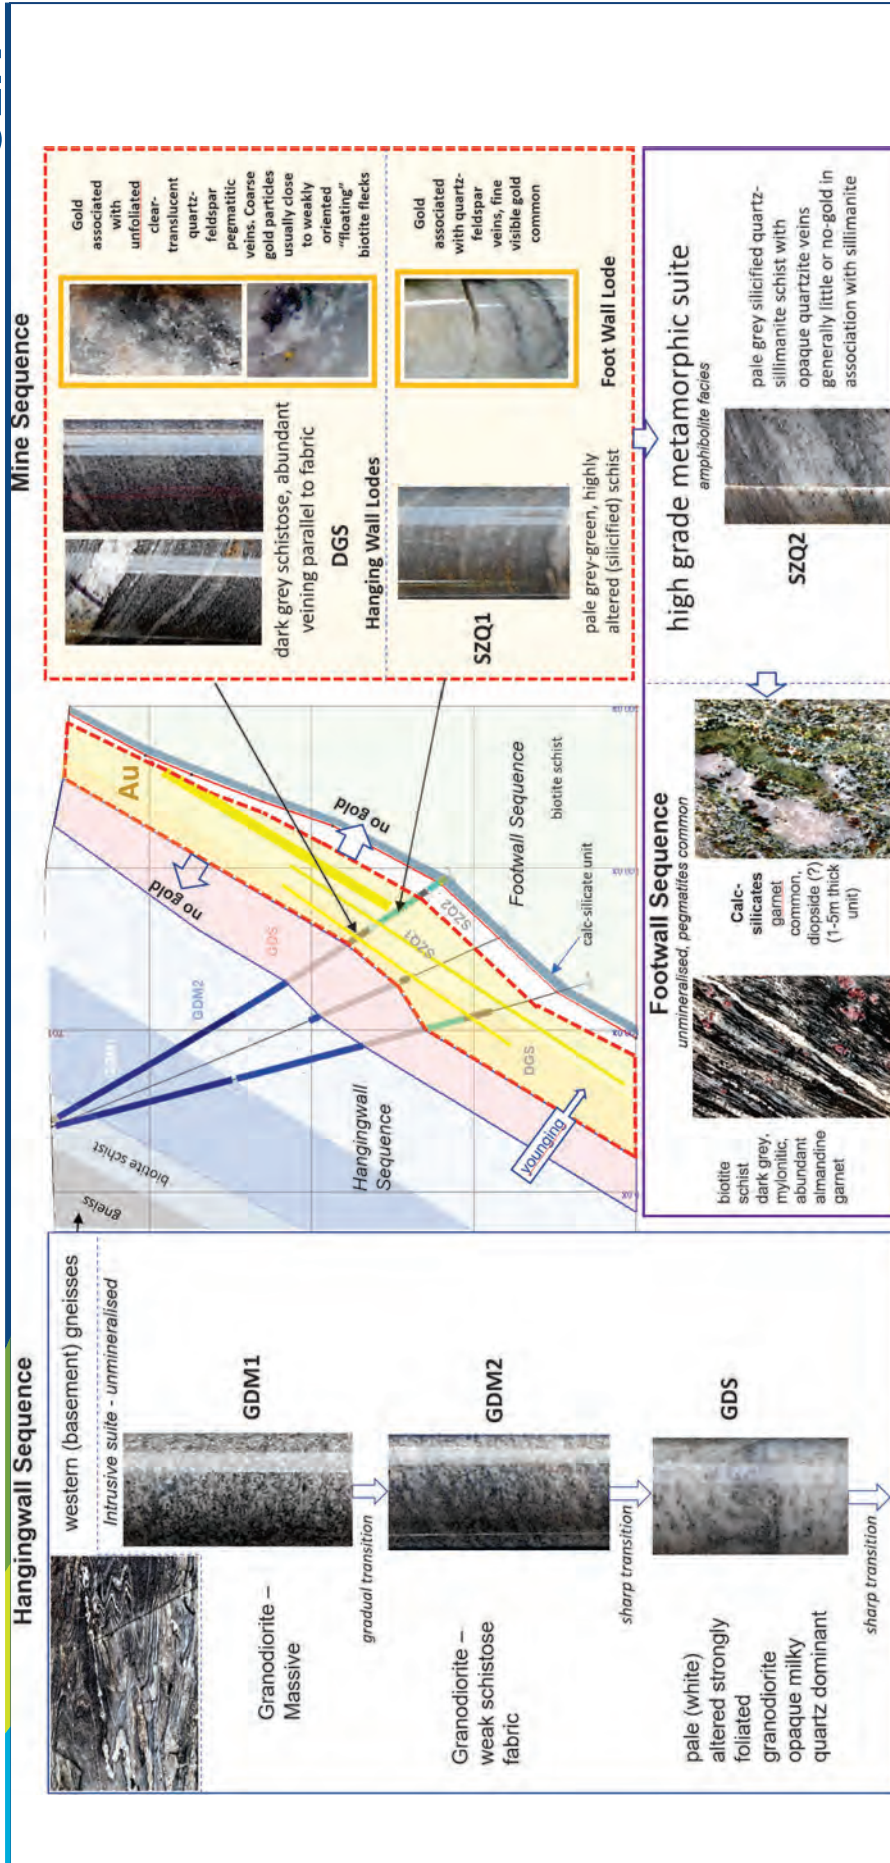 Hangingwall Sequence
western (basement) gneisses
Intrusive suite - unmineralised
Granodiorite –
Massive
GDM1
gradual transition
Granodiorite –
weak schistose
fabric
GDM2
sharp transition
pale (white)
altered strongly
foliated
granodiorite
opaque milky
quartz dominant
GDS
sharp transition
gneiss
biotite schist
GDM2
Hangingwall
Sequence
no gold
GDS
Au
younging
DGS
SZQ1
SZQ2
no gold
Footwall Sequence
biotite schist
calc-silicate unit
Mine Sequence
dark grey schistose, abundant
veining parallel to fabric
DGS
Hanging Wall Lodes
Gold
associated
with
unfoliated
clear-
translucent
quartz-
feldspar
pegmatitic
veins. Coarse
gold particles
usually close
to weakly
oriented
“floating”
biotite flecks
SZQ1
pale grey-green, highly
altered (silicified) schist
Gold
associated
with quartz-
feldspar
veins, fine
visible gold
common
Foot Wall Lode
high grade metamorphic suite
amphibolite facies
SZQ2
pale grey silicified quartz-
sillimanite schist with
opaque quartzite veins
generally little or no-gold in
association with sillimanite
Footwall Sequence
unmineralised, pegmatites common
biotite
schist
dark grey,
mylonitic,
abundant
almandine
garnet
Calc-
silicates
garnet
common,
diopside (?)
(1-5m thick
unit)